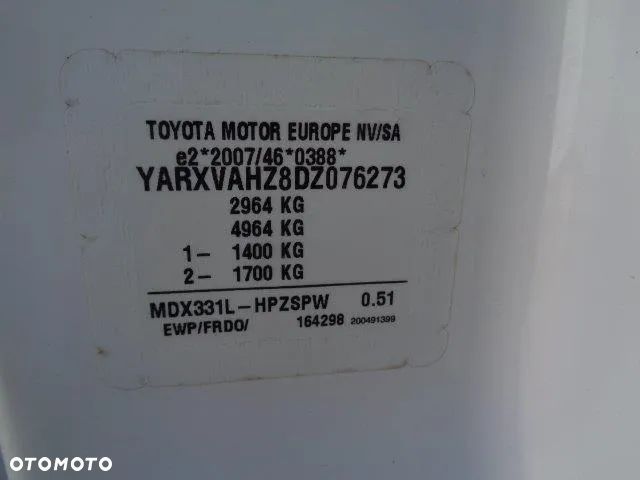 TOYOTA MOTOR EUROPE NV/SA
e2*2007/46*0388*
YARXVAHZ8DZ076273
2964 KG
4964 KG
1- 1400 KG
2- 1700 KG
MDX331L-HPZSPW 0.51
EWP/FRDO/ 164298 200491399
OTOMOTO